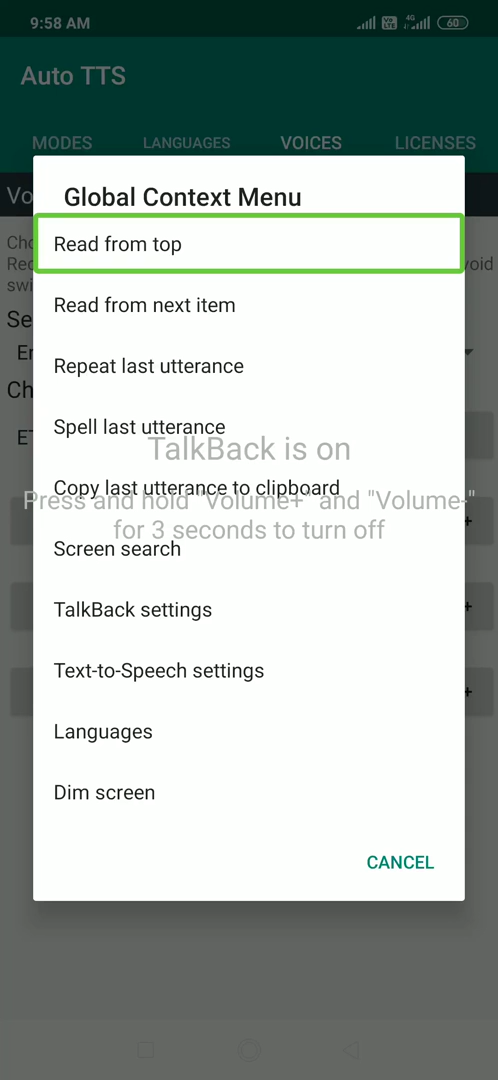 9:58 AM
Vo
LTE
4G
60
Auto TTS
MODES
LANGUAGES
VOICES
LICENSES
Global Context Menu
Read from top
Read from next item
Repeat last utterance
Spell last utterance
TalkBack is on
Copy last utterance to clipboard
Press and hold "Volume+" and "Volume-"
for 3 seconds to turn off
Screen search
TalkBack settings
Text-to-Speech settings
Languages
Dim screen
CANCEL